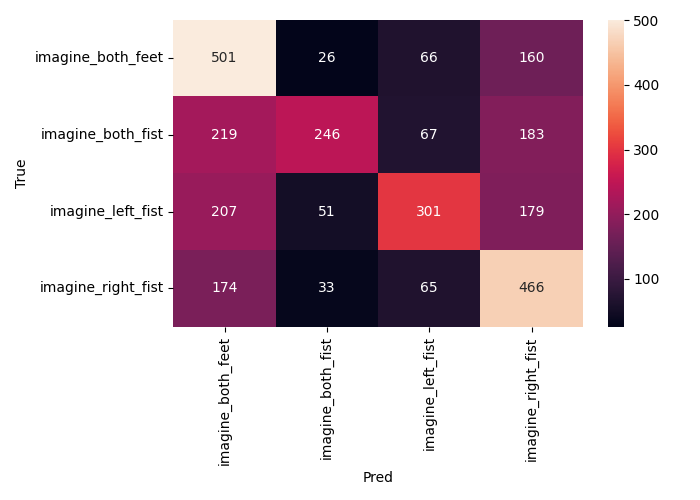 imagine_both_feet 501 26 66 160
imagine_both_fist 219 246 67 183
imagine_left_fist 207 51 301 179
imagine_right_fist 174 33 65 466
True
imagine_both_feet
imagine_both_fist
imagine_left_fist
imagine_right_fist
Pred
500
400
300
200
100